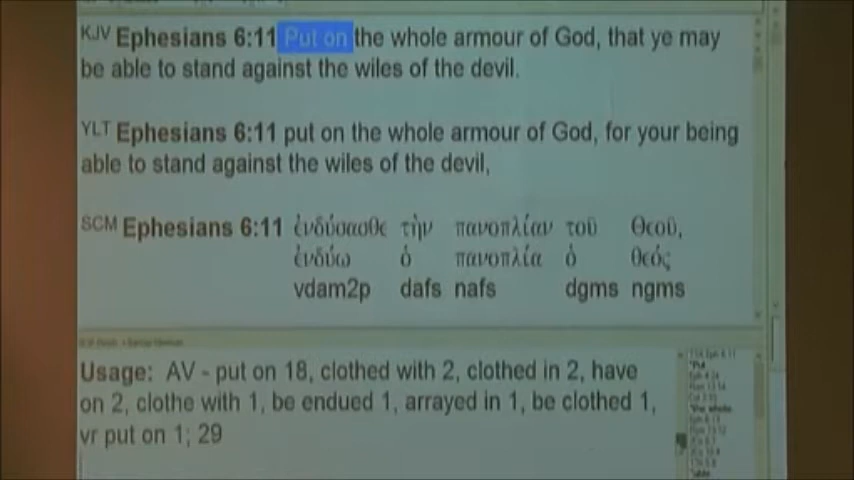 KJV Ephesians 6:11 Put on the whole armour of God, that ye may
be able to stand against the wiles of the devil.
YLT Ephesians 6:11 put on the whole armour of God, for your being
able to stand against the wiles of the devil,
SCM Ephesians 6:11 ἐνδύσασθε τὴν πανοπλίαν τοῦ Θεοῦ,
ἐνδύω ὁ πανοπλία ὁ θεός
vdam2p dafs nafs dgms ngms
Usage: AV - put on 18, clothed with 2, clothed in 2, have
on 2, clothe with 1, be endued 1, arrayed in 1, be clothed 1,
vr put on 1; 29